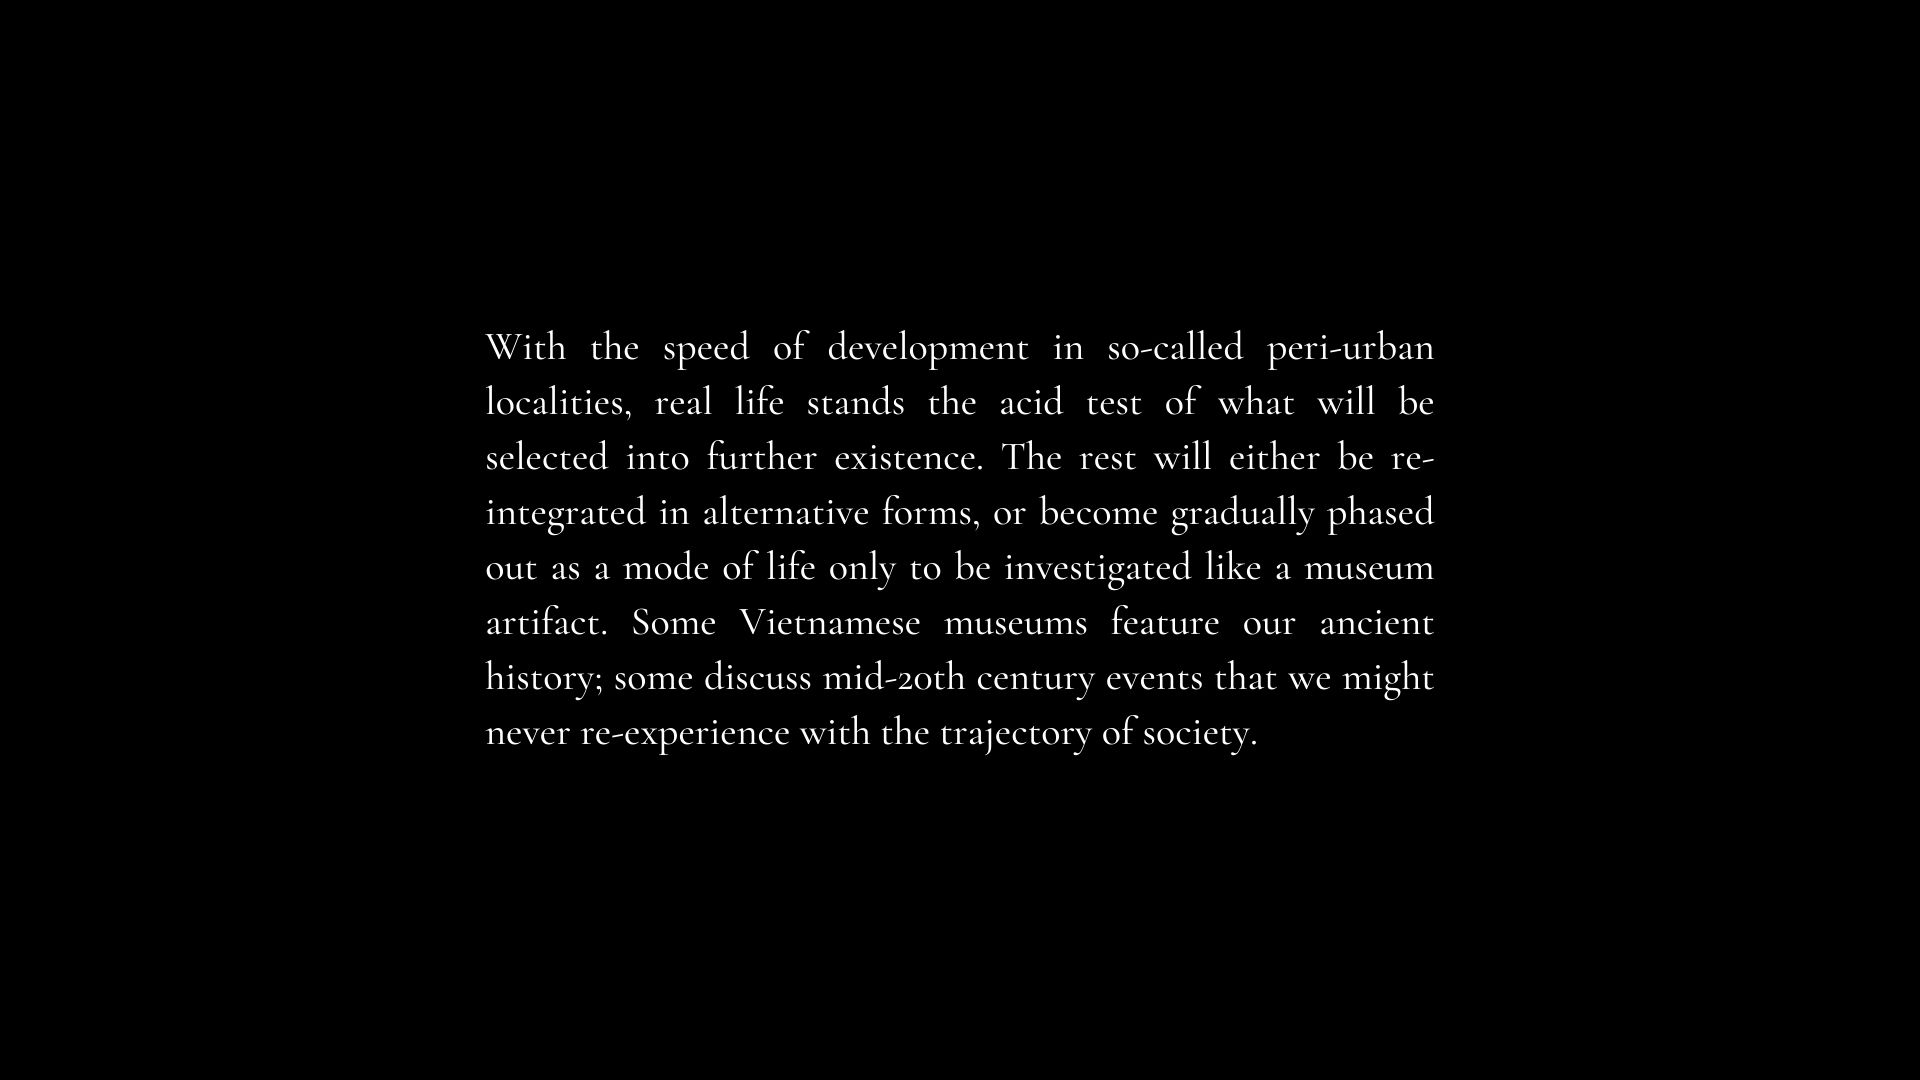 With the speed of development in so-called peri-urban
localities, real life stands the acid test of what will be
selected into further existence. The rest will either be re-
integrated in alternative forms, or become gradually phased
out as a mode of life only to be investigated like a museum
artifact. Some Vietnamese museums feature our ancient
history; some discuss mid-20th century events that we might
never re-experience with the trajectory of society.